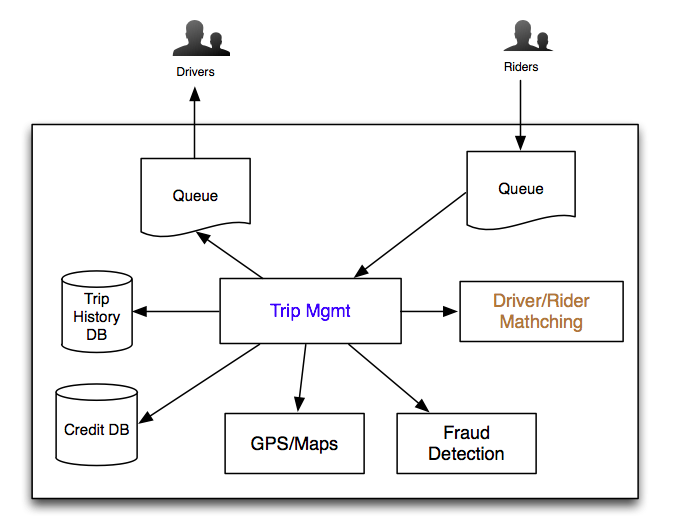 Drivers
Riders
Queue
Queue
Trip
History
DB
Trip Mgmt
Driver/Rider
Mathching
Credit DB
GPS/Maps
Fraud
Detection